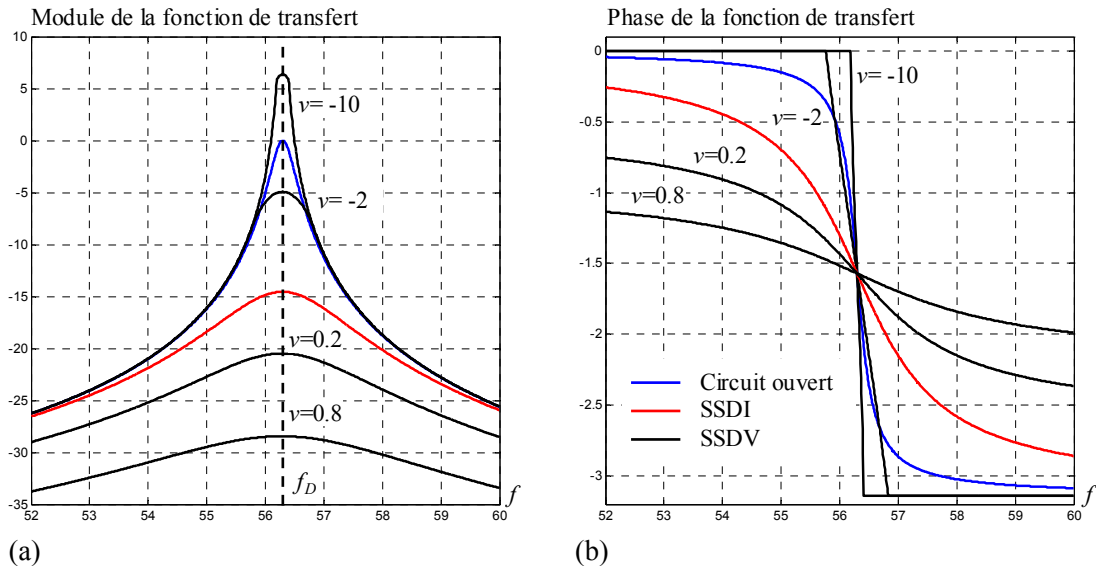 Module de la fonction de transfert
10
5
0
-5
-10
-15
-20
-25
-30
-35
52
53
54
55
56
57
58
59
60
v= -10
v= -2
v=0.2
v=0.8
f_D
f
(a)
Phase de la fonction de transfert
0
-0.5
-1
-1.5
-2
-2.5
-3
52
53
54
55
56
57
58
59
60
v= -10
v= -2
v=0.2
v=0.8
Circuit ouvert
SSDI
SSDV
f
(b)